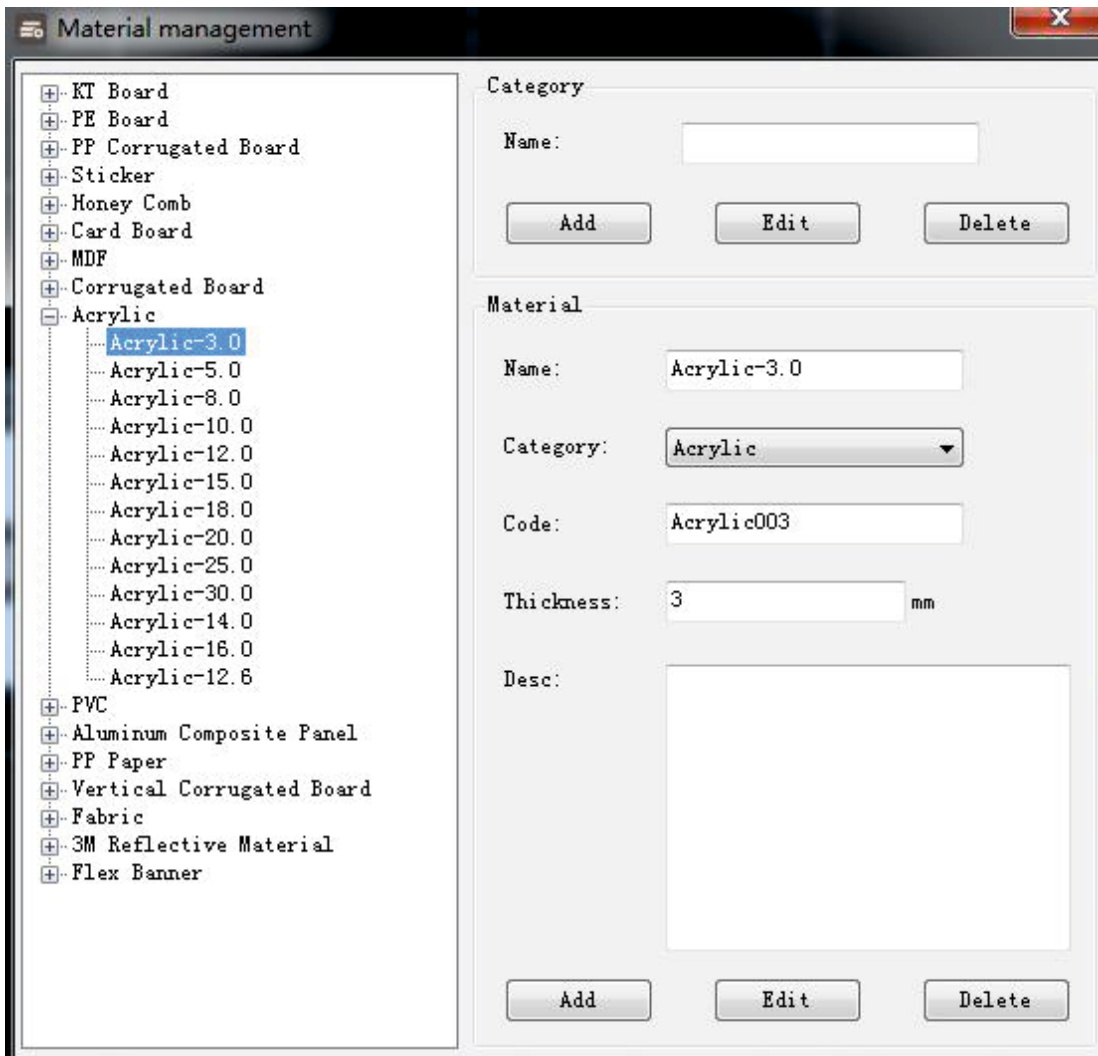 Material management
KT Board
PE Board
PP Corrugated Board
Sticker
Honey Comb
Card Board
MDF
Corrugated Board
Acrylic
Acrylic-3.0
Acrylic-5.0
Acrylic-8.0
Acrylic-10.0
Acrylic-12.0
Acrylic-15.0
Acrylic-18.0
Acrylic-20.0
Acrylic-25.0
Acrylic-30.0
Acrylic-14.0
Acrylic-16.0
Acrylic-12.6
PVC
Aluminum Composite Panel
PP Paper
Vertical Corrugated Board
Fabric
3M Reflective Material
Flex Banner
Category
Name:
Add Edit Delete
Material
Name: Acrylic-3.0
Category: Acrylic
Code: Acrylic003
Thickness: 3 mm
Desc:
Add Edit Delete